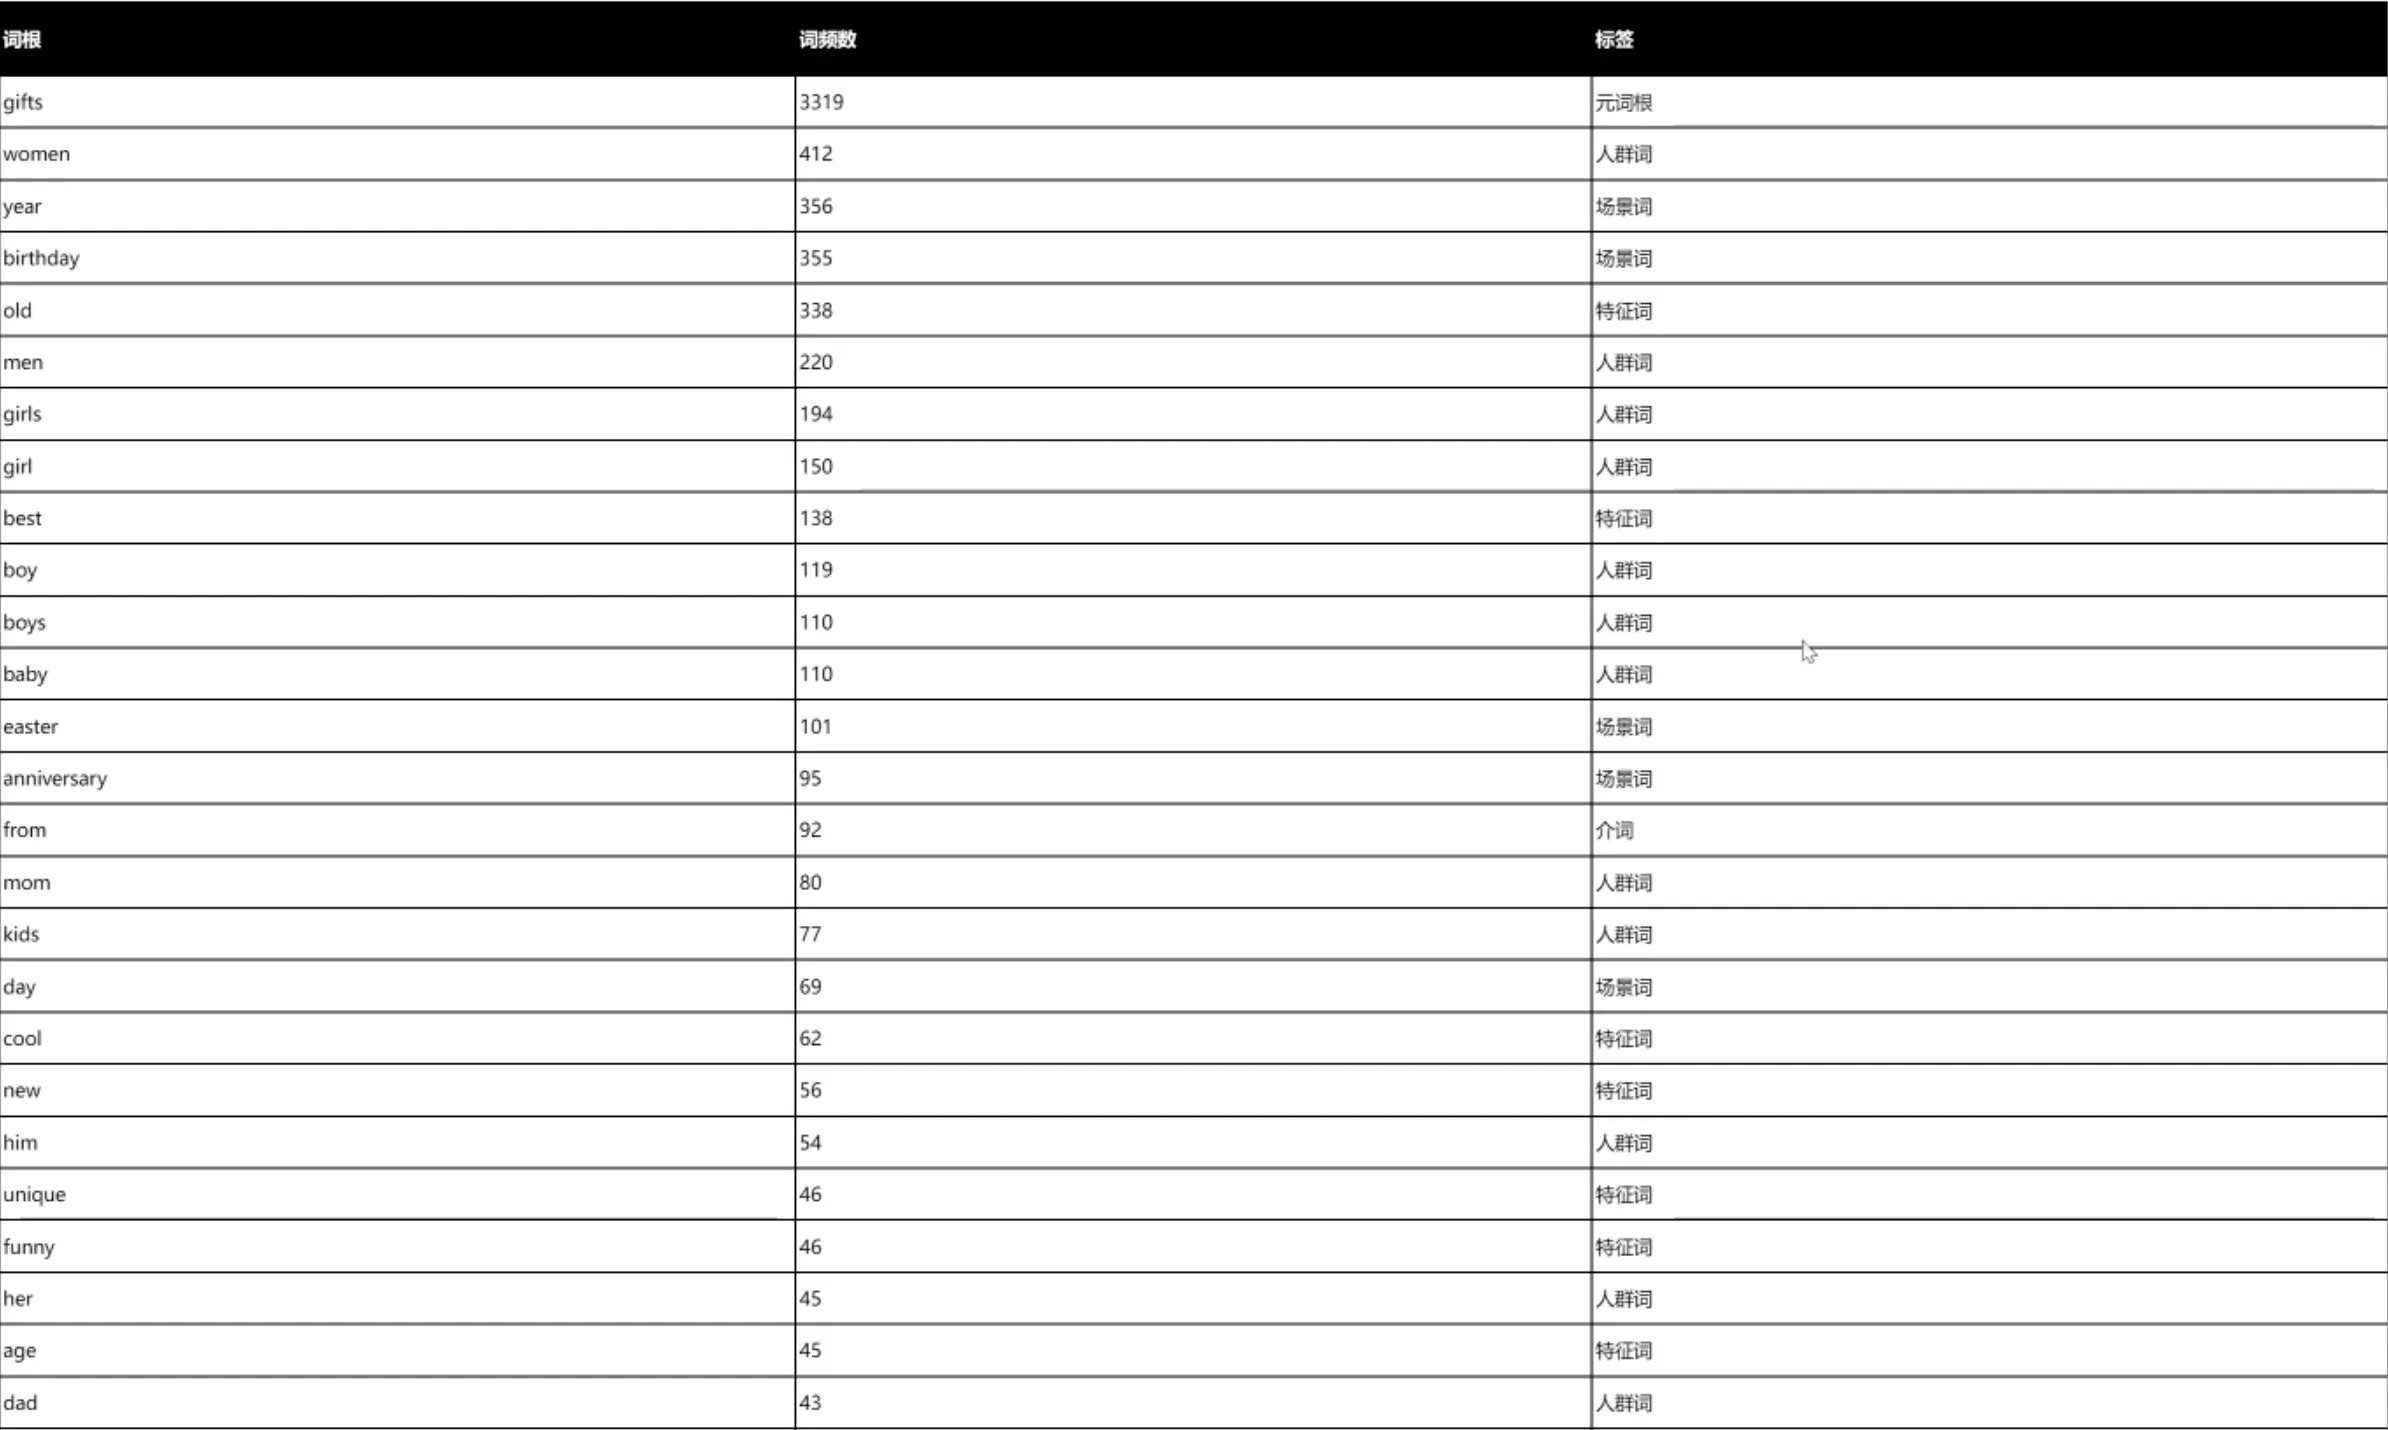 词根 词频数 标签
gifts 3319 元词根
women 412 人群词
year 356 场景词
birthday 355 场景词
old 338 特征词
men 220 人群词
girls 194 人群词
girl 150 人群词
best 138 特征词
boy 119 人群词
boys 110 人群词
baby 110 人群词
easter 101 场景词
anniversary 95 场景词
from 92 介词
mom 80 人群词
kids 77 人群词
day 69 场景词
cool 62 特征词
new 56 特征词
him 54 人群词
unique 46 特征词
funny 46 特征词
her 45 人群词
age 45 特征词
dad 43 人群词